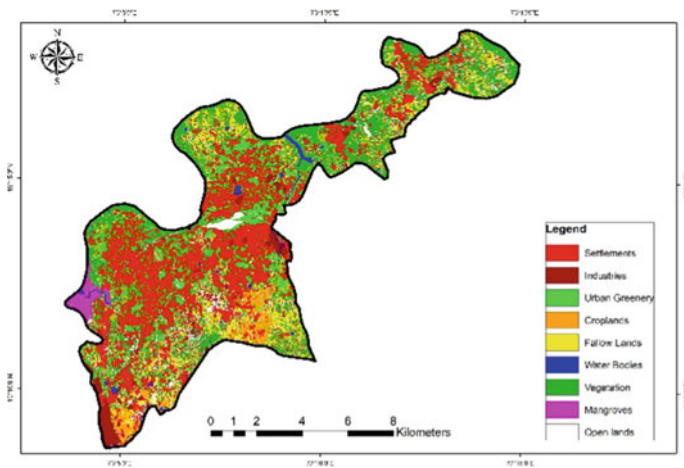 N
W E
S
Legend
Settlements
Industries
Urban Greenery
Croplands
Fallow Lands
Water Bodies
Vegetation
Mangroves
Open lands
0 1 2 4 6 8
Kilometers